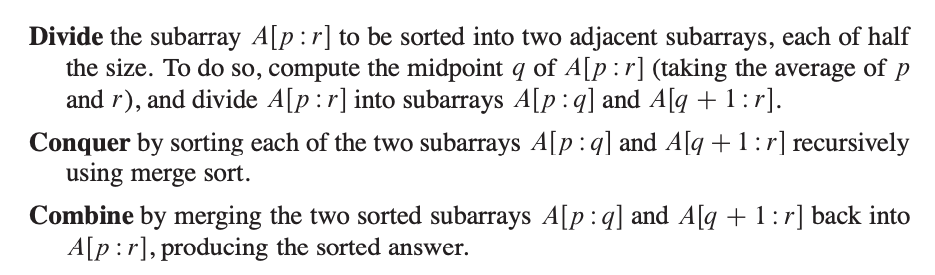 Divide the subarray A[p : r] to be sorted into two adjacent subarrays, each of half
the size. To do so, compute the midpoint q of A[p : r] (taking the average of p
and r), and divide A[p : r] into subarrays A[p : q] and A[q + 1 : r].
Conquer by sorting each of the two subarrays A[p : q] and A[q + 1 : r] recursively
using merge sort.
Combine by merging the two sorted subarrays A[p : q] and A[q + 1 : r] back into
A[p : r], producing the sorted answer.